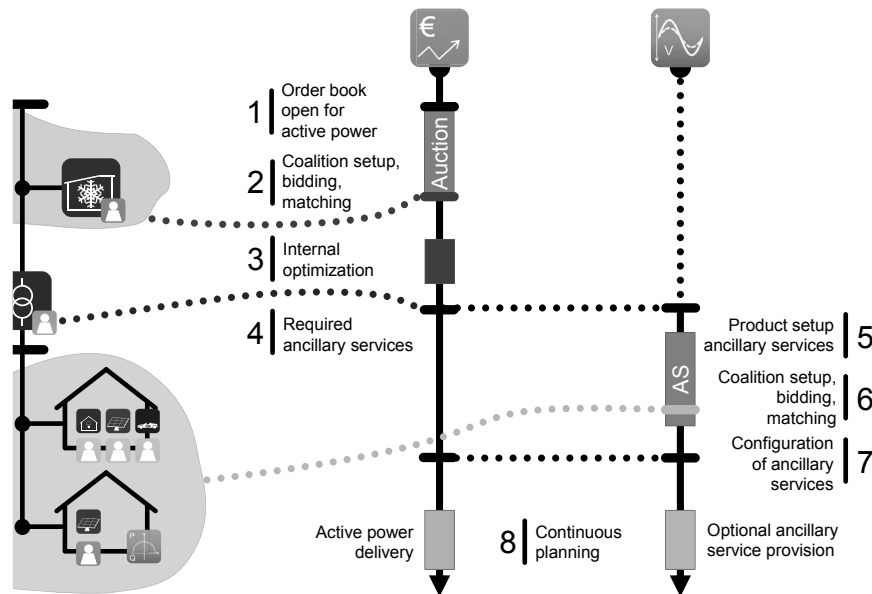 €
V
1
Order book
open for
active power
2
Coalition setup,
bidding,
matching
Auction
3
Internal
optimization
4
Required
ancillary services
Product setup
ancillary services
5
AS
Coalition setup,
bidding,
matching
6
Configuration
of ancillary
services
7
P
Q
Active power
delivery
8
Continuous
planning
Optional ancillary
service provision